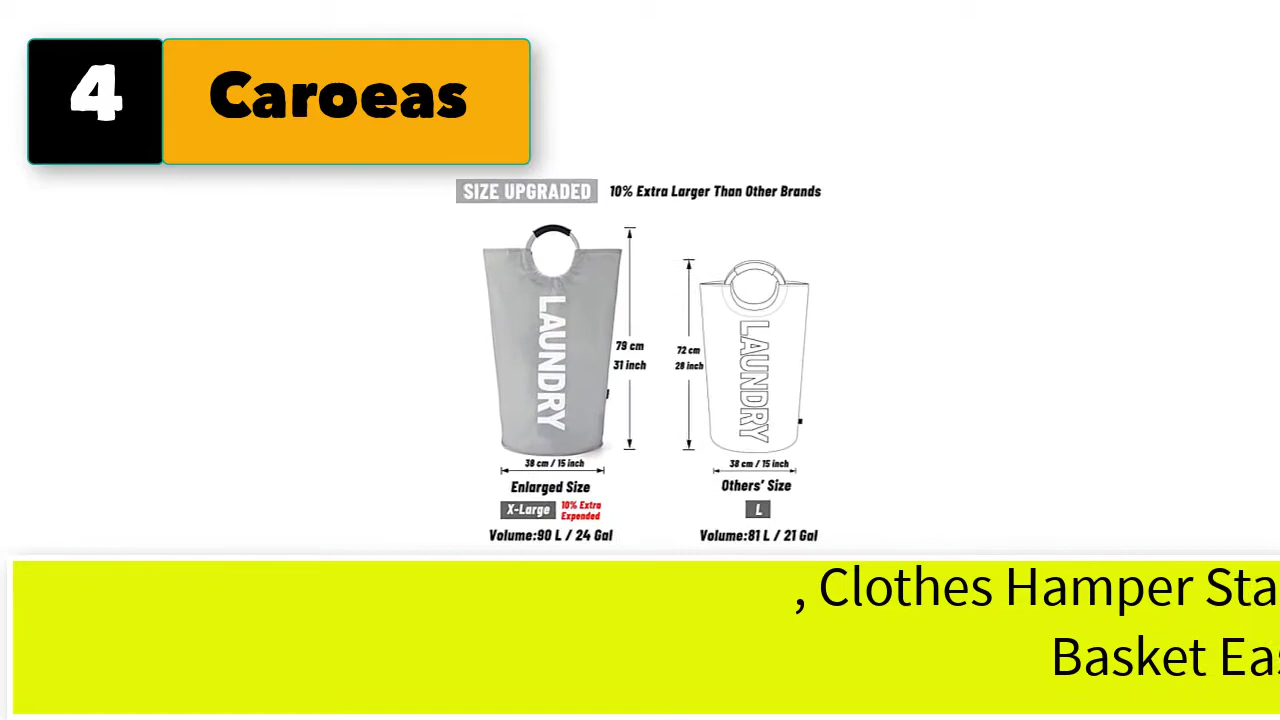 4 Caroeas
SIZE UPGRADED 10% Extra Larger Than Other Brands
LAUNDRY
79 cm
31 inch
38 cm / 15 inch
Enlarged Size
X-Large 10% Extra
Expended
Volume:90 L / 24 Gal
LAUNDRY
72 cm
28 inch
38 cm / 15 inch
Others' Size
L
Volume:81 L / 21 Gal
, Clothes Hamper Sta
Basket Eas